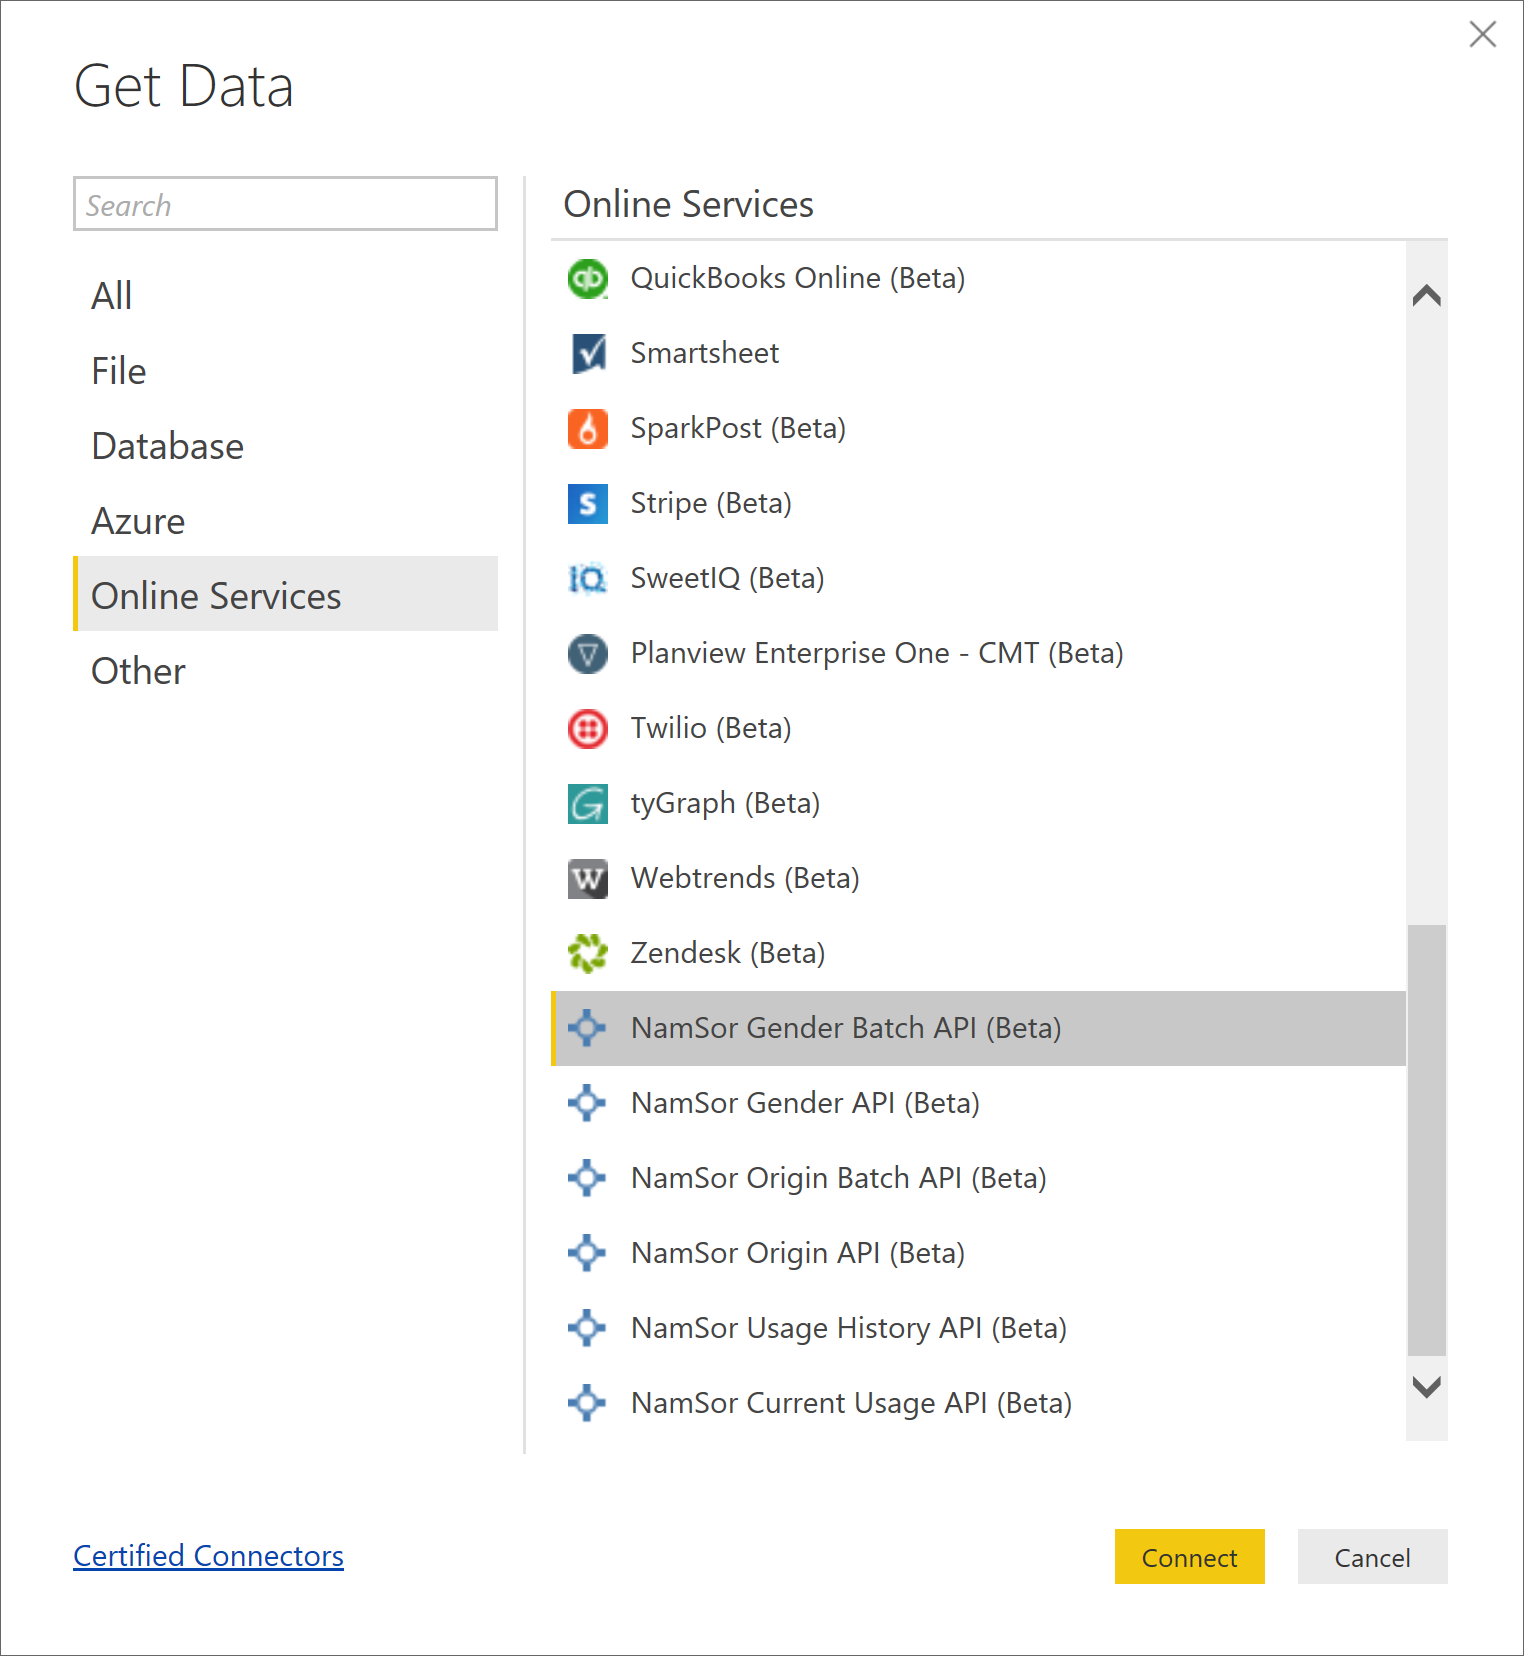 Get Data
Search
All
File
Database
Azure
Online Services
Other
Online Services
qb QuickBooks Online (Beta)
Smartsheet
SparkPost (Beta)
S Stripe (Beta)
IQ SweetIQ (Beta)
Planview Enterprise One - CMT (Beta)
Twilio (Beta)
tyGraph (Beta)
W Webtrends (Beta)
Zendesk (Beta)
NamSor Gender Batch API (Beta)
NamSor Gender API (Beta)
NamSor Origin Batch API (Beta)
NamSor Origin API (Beta)
NamSor Usage History API (Beta)
NamSor Current Usage API (Beta)
Certified Connectors
Connect
Cancel